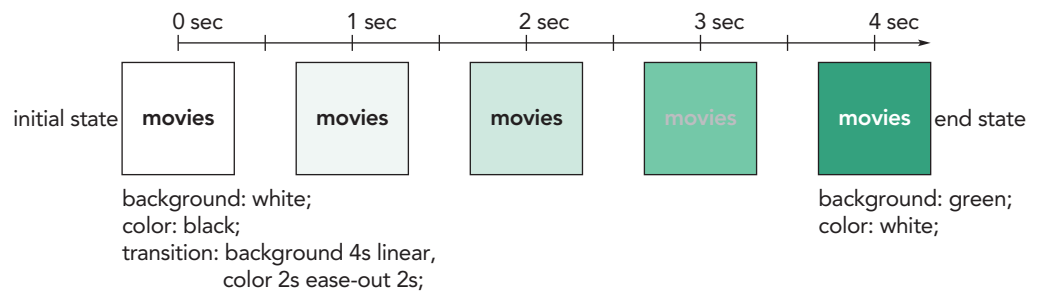 0 sec 1 sec 2 sec 3 sec 4 sec
initial state movies movies movies movies movies end state
background: white;
color: black;
transition: background 4s linear,
color 2s ease-out 2s;
background: green;
color: white;